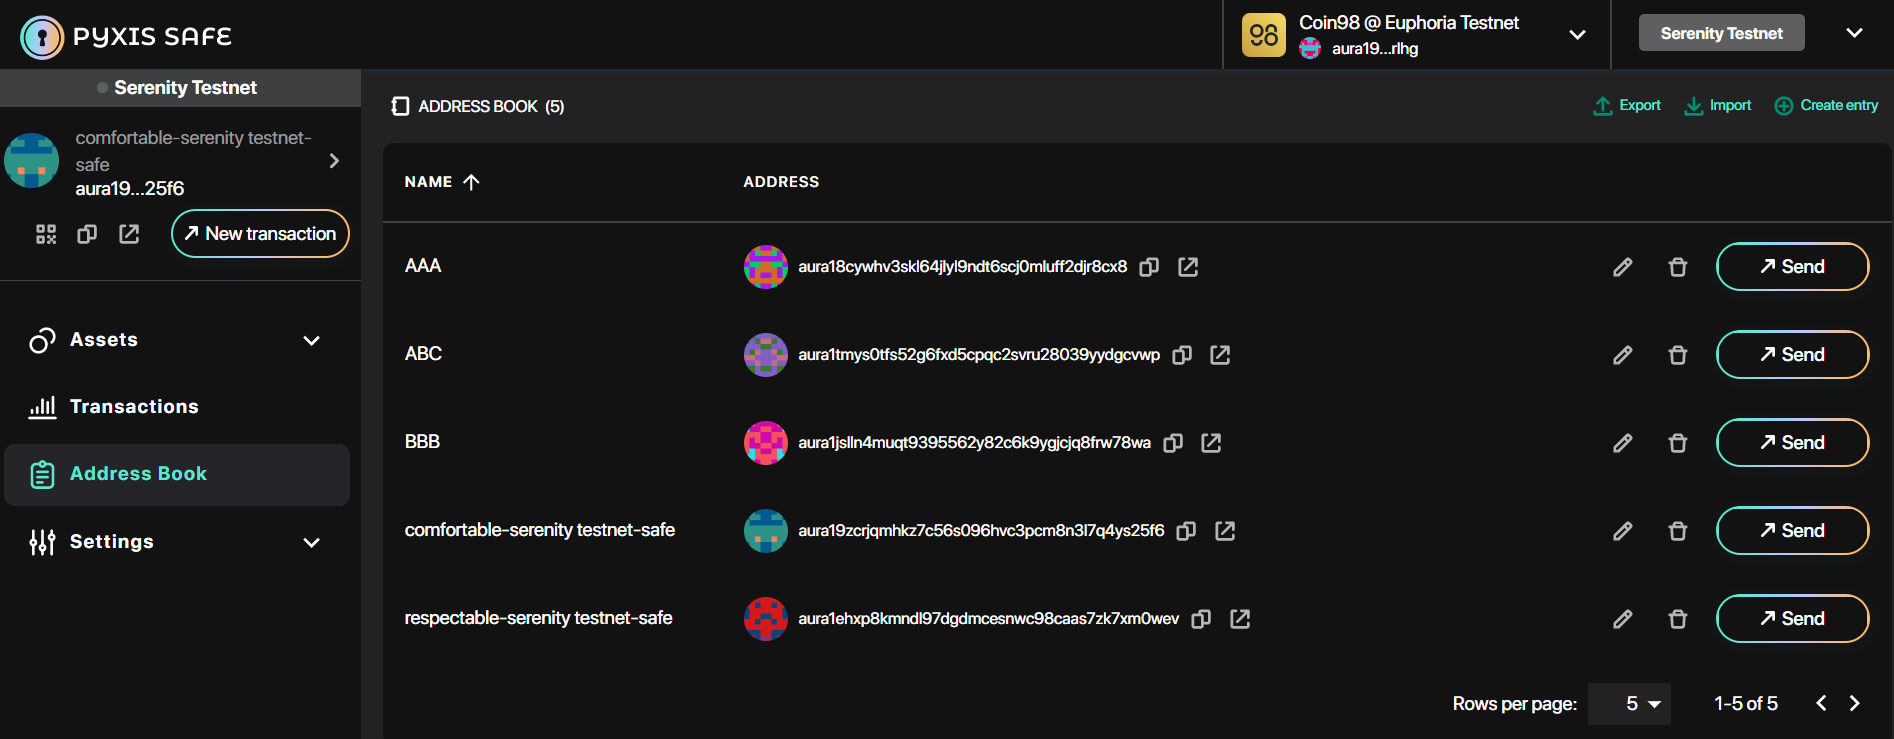 PYXIS SAFE
98
Coin98 @ Euphoria Testnet
aura19...rlhg
Serenity Testnet
Serenity Testnet
comfortable-serenity testnet-
safe
aura19...25f6
New transaction
Assets
Transactions
Address Book
Settings
ADDRESS BOOK (5)
Export
Import
Create entry
NAME
ADDRESS
AAA
aura18cywhv3skl64jlyl9ndt6scj0mluff2djr8cx8
Send
ABC
aura1tmys0tfs52g6fxd5cpqc2svru28039yydgcvwp
Send
BBB
aura1jslln4muqt9395562y82c6k9ygjcjq8frw78wa
Send
comfortable-serenity testnet-safe
aura19zcrjqmhkz7c56s096hvc3pcm8n3l7q4ys25f6
Send
respectable-serenity testnet-safe
aura1ehxp8kmndl97dgdmcesnwc98caas7zk7xm0wev
Send
Rows per page:
5
1-5 of 5